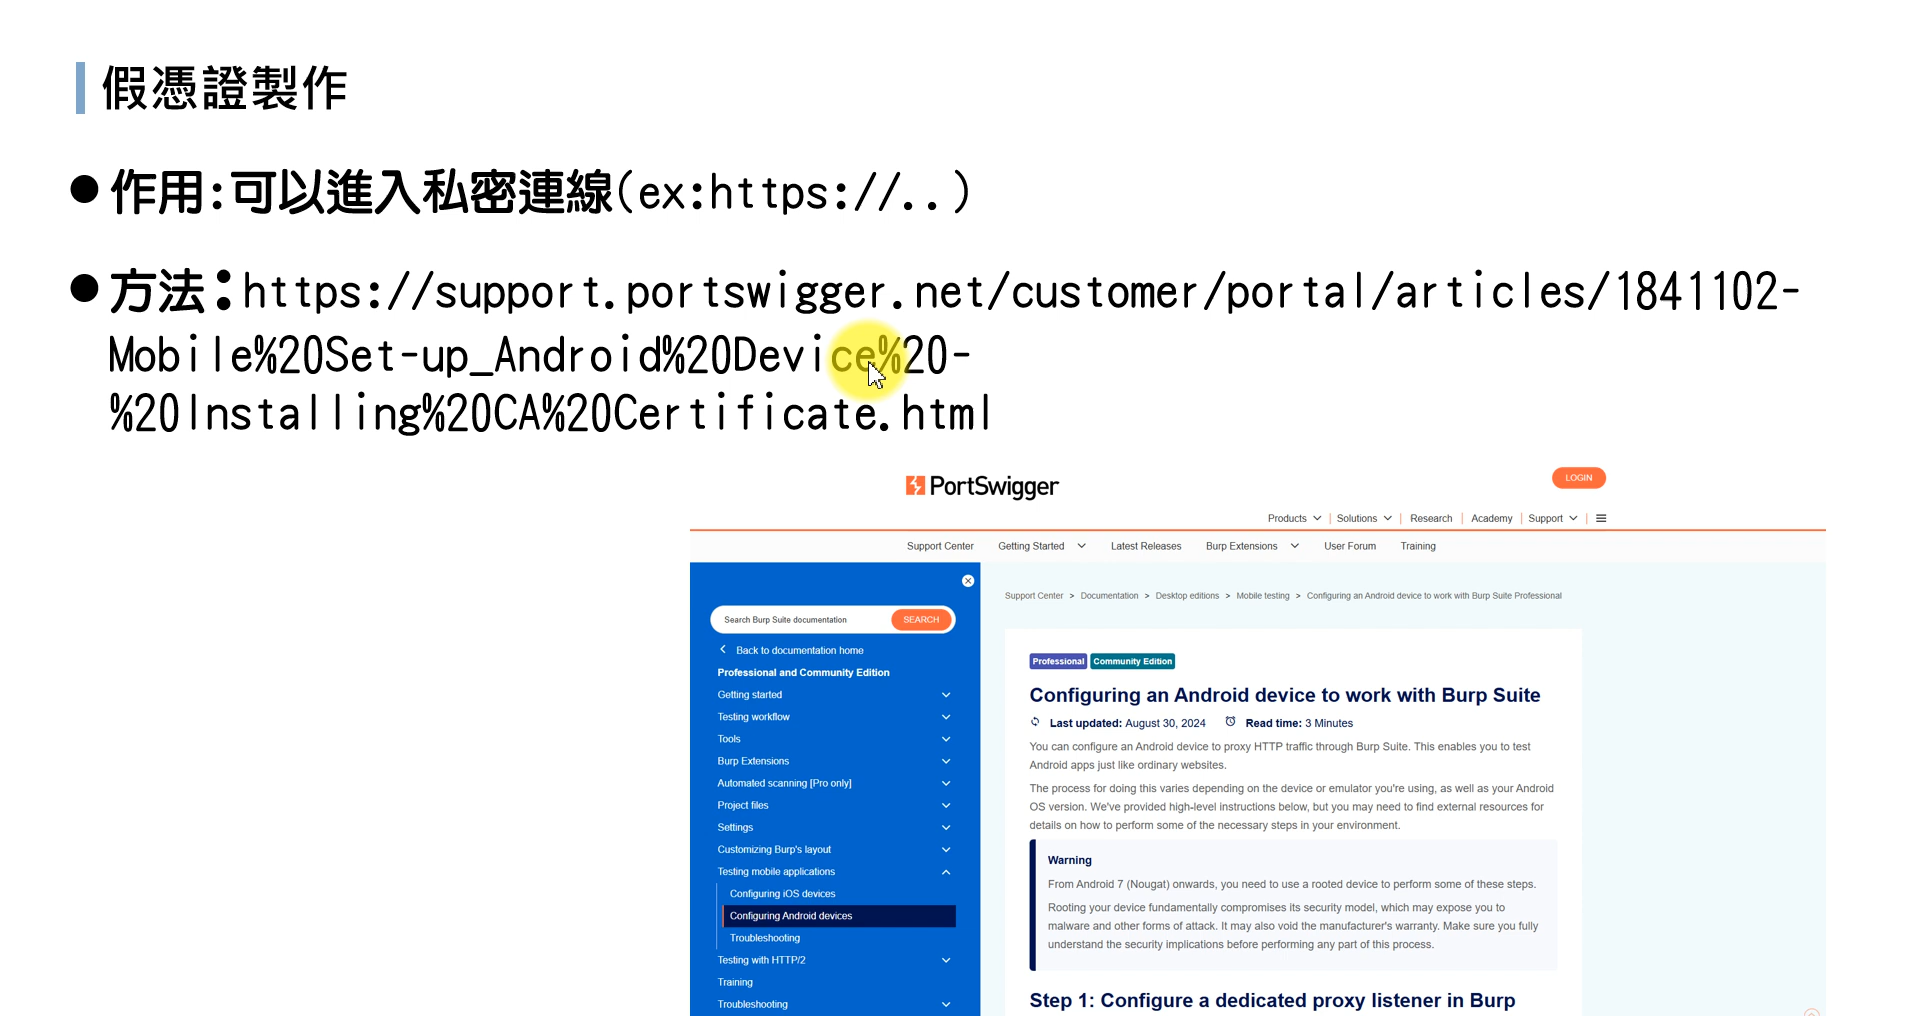 假憑證製作
●作用:可以進入私密連線(ex:https://..)
●方法:https://support.portswigger.net/customer/portal/articles/1841102-
Mobile%20Set-up_Android%20Device%20-
%20Installing%20CA%20Certificate.html
PortSwigger
LOGIN
Products | Solutions | Research | Academy | Support |
Support Center Getting Started Latest Releases Burp Extensions User Forum Training
Search Burp Suite documentation SEARCH
Back to documentation home
Professional and Community Edition
Getting started
Testing workflow
Tools
Burp Extensions
Automated scanning [Pro only]
Project files
Settings
Customizing Burp's layout
Testing mobile applications
Configuring iOS devices
Configuring Android devices
Troubleshooting
Testing with HTTP/2
Training
Troubleshooting
Support Center > Documentation > Desktop editions > Mobile testing > Configuring an Android device to work with Burp Suite Professional
Professional Community Edition
Configuring an Android device to work with Burp Suite
Last updated: August 30, 2024 Read time: 3 Minutes
You can configure an Android device to proxy HTTP traffic through Burp Suite. This enables you to test
Android apps just like ordinary websites.
The process for doing this varies depending on the device or emulator you're using, as well as your Android
OS version. We've provided high-level instructions below, but you may need to find external resources for
details on how to perform some of the necessary steps in your environment.
Warning
From Android 7 (Nougat) onwards, you need to use a rooted device to perform some of these steps.
Rooting your device fundamentally compromises its security model, which may expose you to
malware and other forms of attack. It may also void the manufacturer's warranty. Make sure you fully
understand the security implications before performing any part of this process.
Step 1: Configure a dedicated proxy listener in Burp